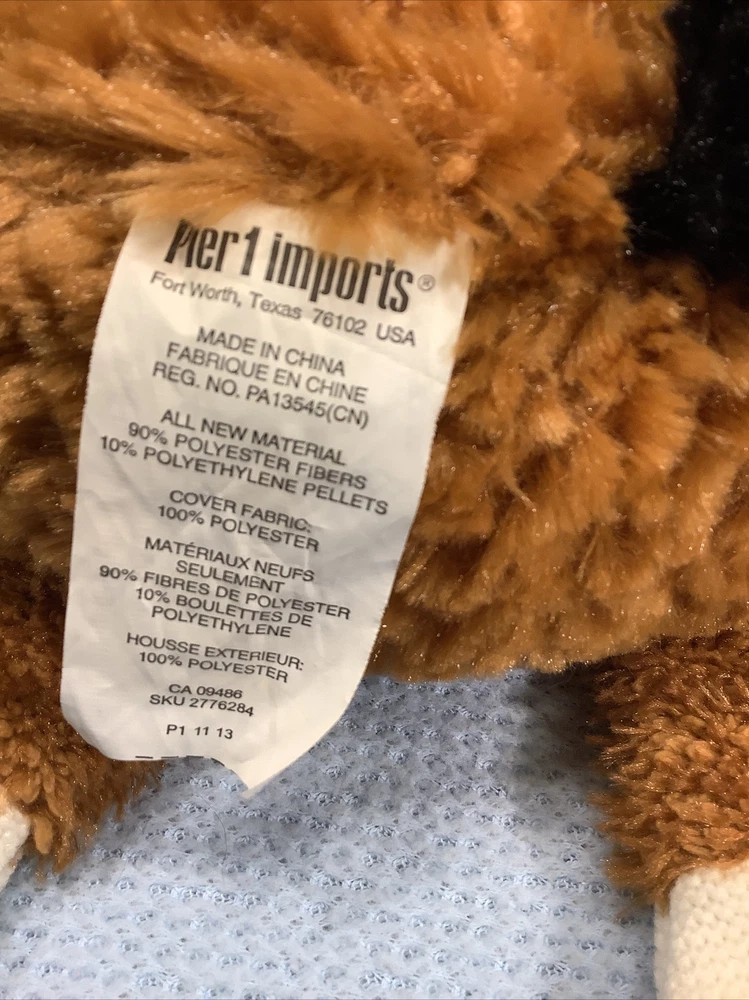 Pier 1 imports®
Fort Worth, Texas 76102 USA
MADE IN CHINA
FABRIQUE EN CHINE
REG. NO. PA13545(CN)
ALL NEW MATERIAL
90% POLYESTER FIBERS
10% POLYETHYLENE PELLETS
COVER FABRIC:
100% POLYESTER
MATÉRIAUX NEUFS
SEULEMENT
90% FIBRES DE POLYESTER
10% BOULETTES DE
POLYETHYLENE
HOUSSE EXTERIEUR:
100% POLYESTER
CA 09486
SKU 2776284
P1 11 13